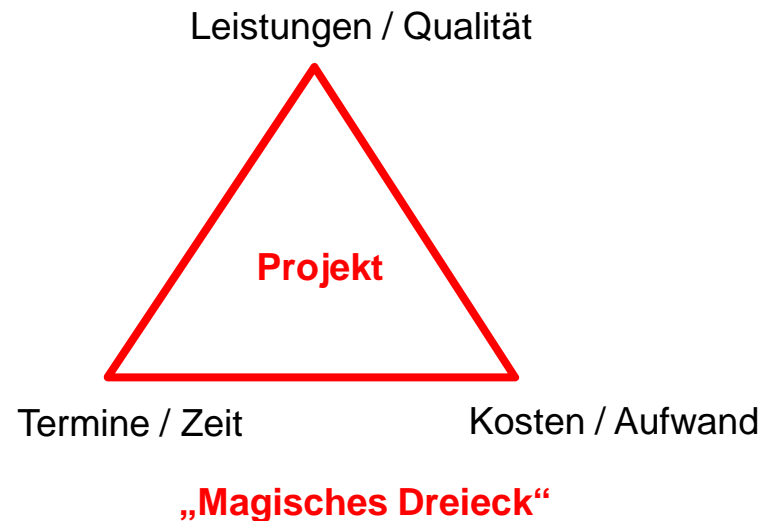 Leistungen / Qualität
Projekt
Termine / Zeit
Kosten / Aufwand
„Magisches Dreieck“